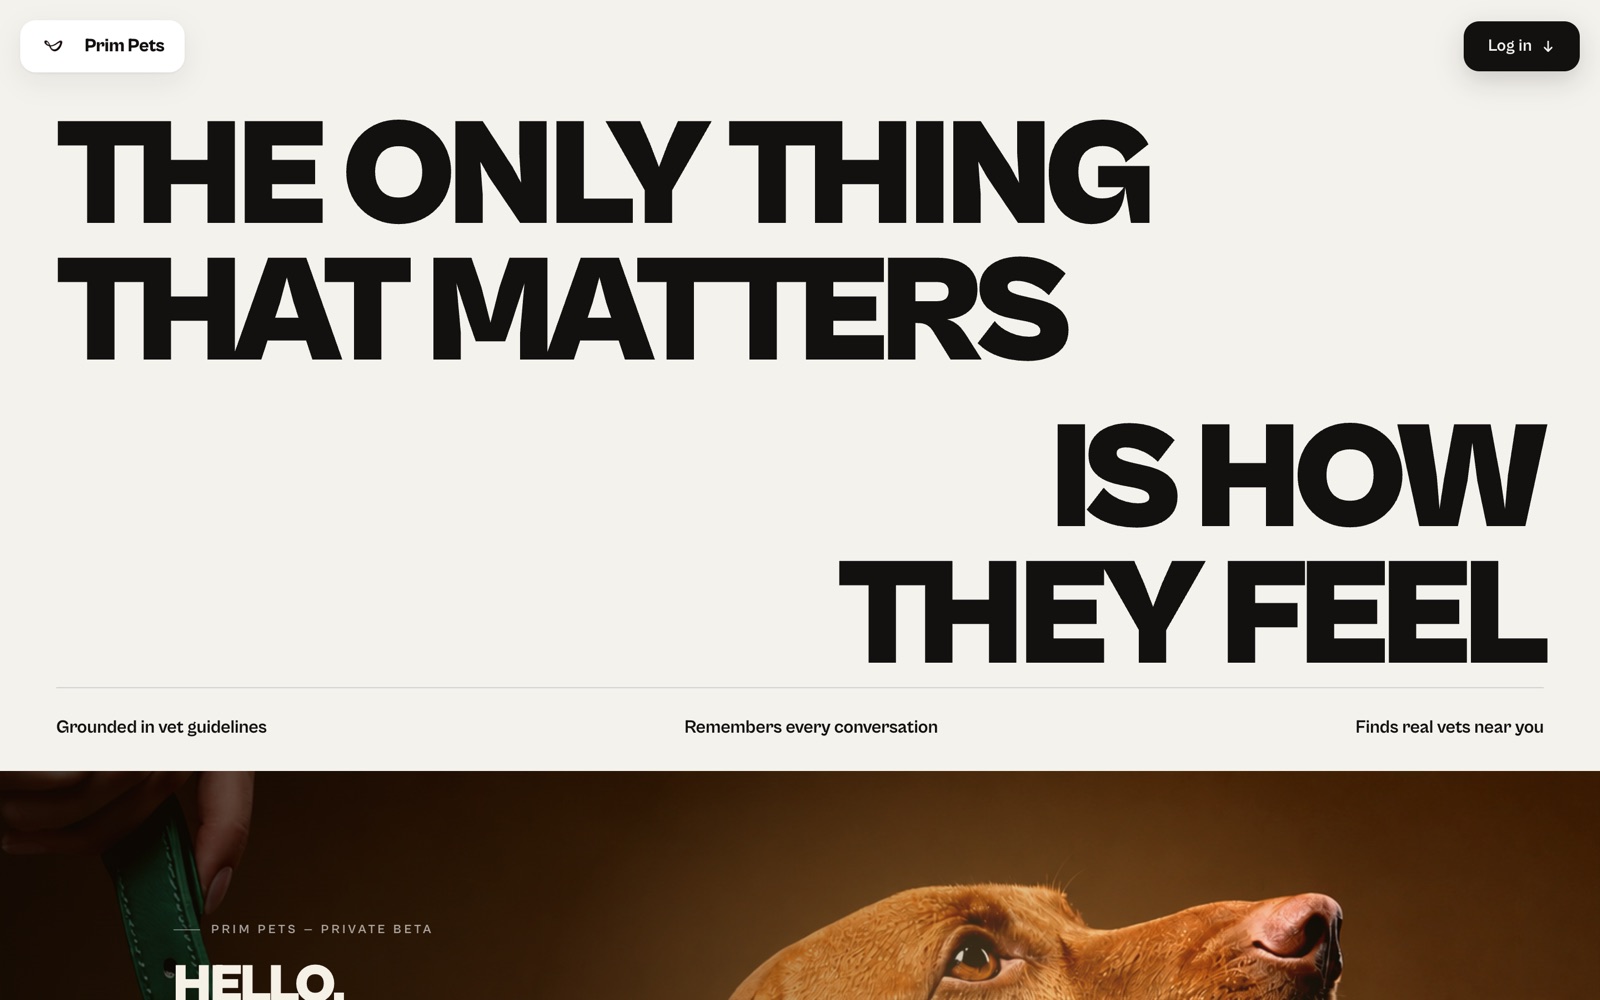 Prim Pets
Log in ↓
THE ONLY THING
THAT MATTERS
IS HOW
THEY FEEL
Grounded in vet guidelines
Remembers every conversation
Finds real vets near you
PRIM PETS – PRIVATE BETA
HELLO.